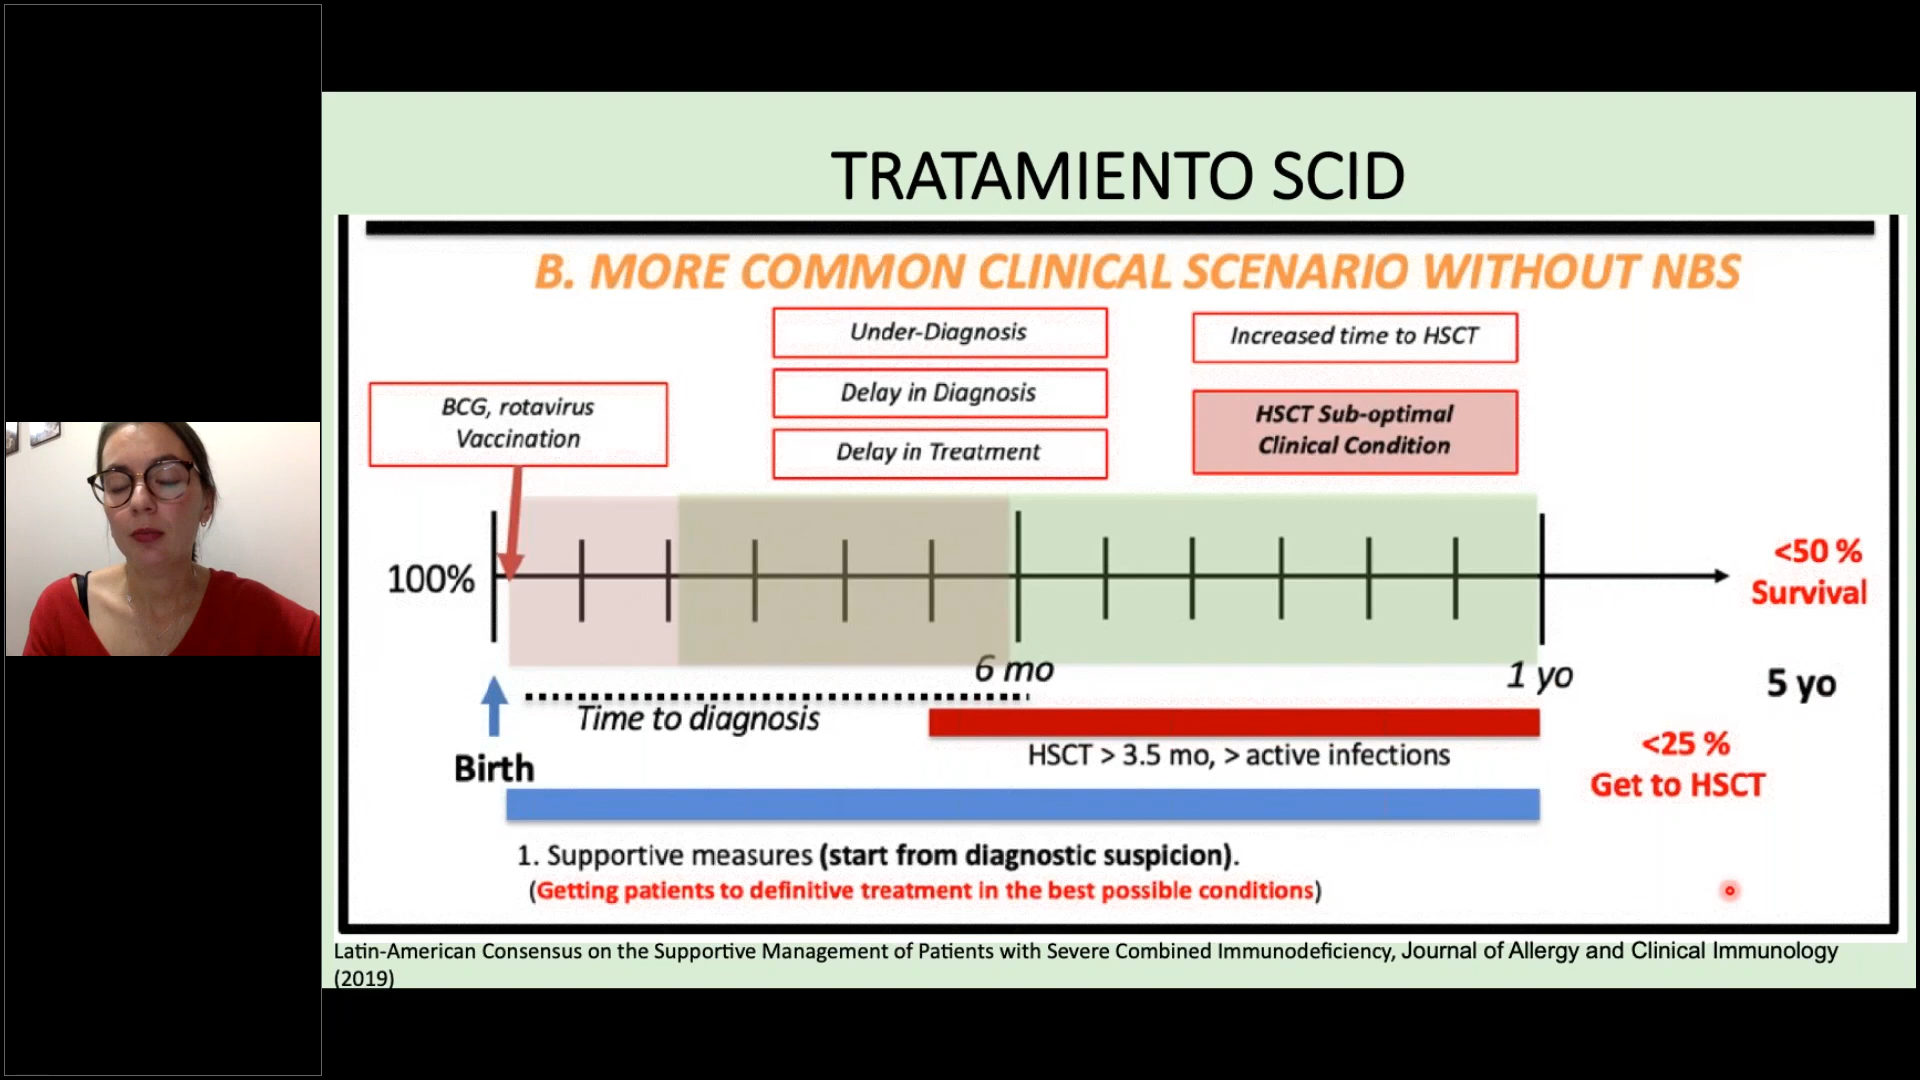 TRATAMIENTO SCID
B. MORE COMMON CLINICAL SCENARIO WITHOUT NBS
Under-Diagnosis
Increased time to HSCT
BCG, rotavirus
Vaccination
Delay in Diagnosis
HSCT Sub-optimal
Clinical Condition
Delay in Treatment
100%
<50 %
Survival
6 mo
1 yo
5 yo
Time to diagnosis
HSCT > 3.5 mo, > active infections
Birth
<25 %
Get to HSCT
1. Supportive measures (start from diagnostic suspicion).
(Getting patients to definitive treatment in the best possible conditions)
Latin-American Consensus on the Supportive Management of Patients with Severe Combined Immunodeficiency, Journal of Allergy and Clinical Immunology
(2019)